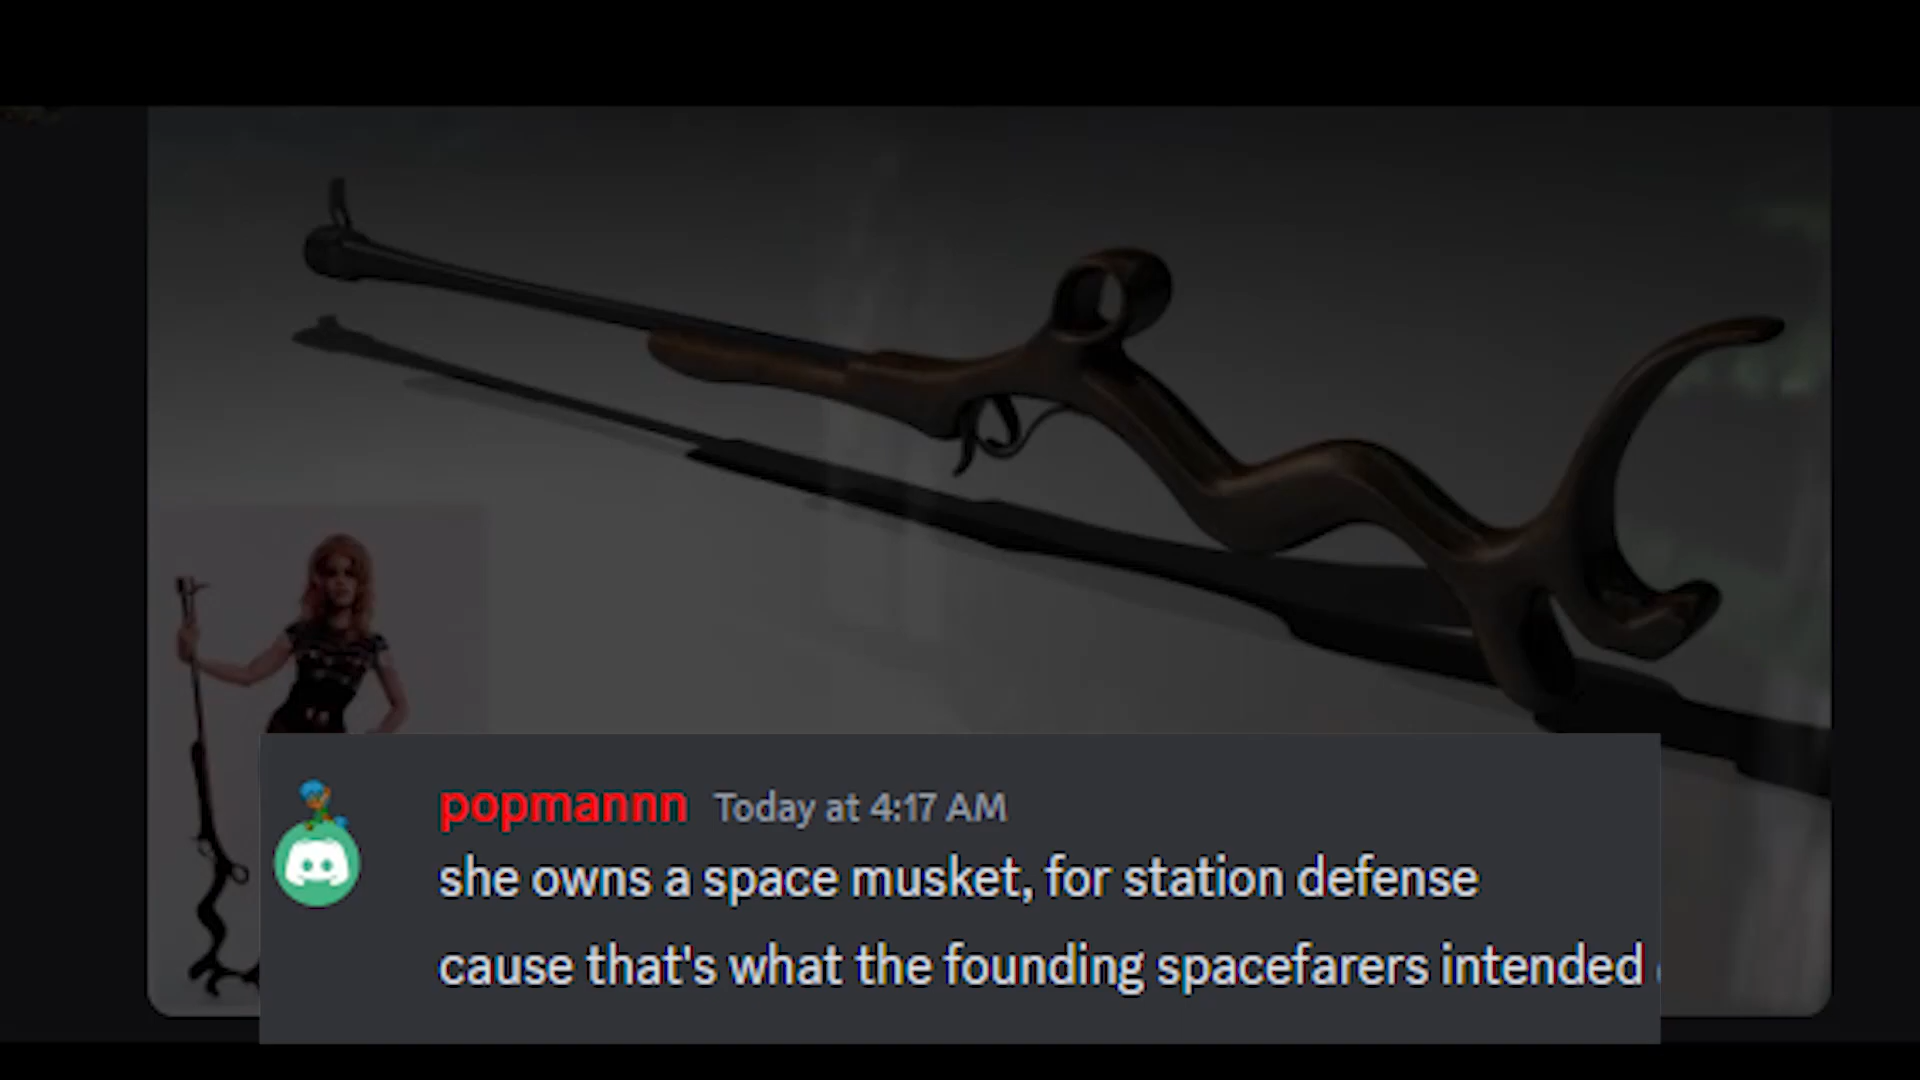 popmannn Today at 4:17 AM
she owns a space musket, for station defense
cause that's what the founding spacefarers intended